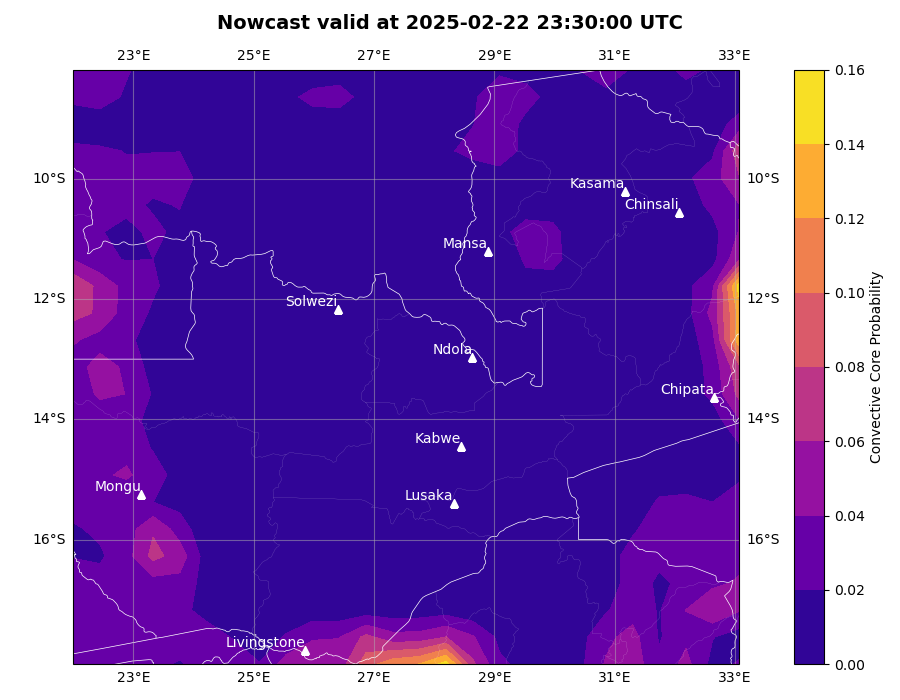 Nowcast valid at 2025-02-22 23:30:00 UTC
23°E 25°E 27°E 29°E 31°E 33°E
0.16
0.14
0.12
0.10
0.08
0.06
0.04
0.02
0.00
Convective Core Probability
10°S 10°S
12°S 12°S
14°S 14°S
16°S 16°S
Kasama
Chinsali
Mansa
Solwezi
Ndola
Chipata
Kabwe
Mongu
Lusaka
Livingstone
23°E 25°E 27°E 29°E 31°E 33°E